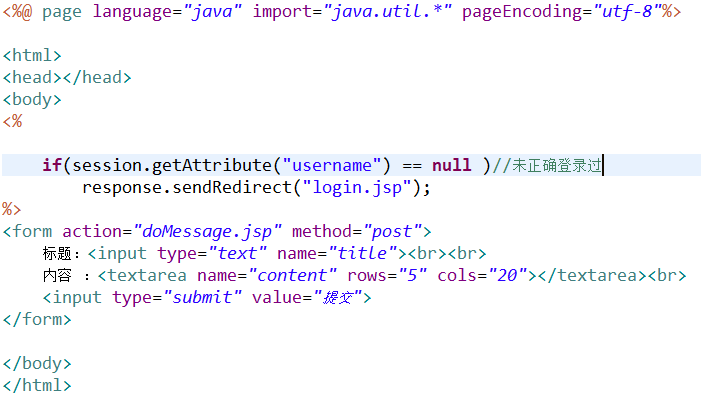 <%@ page language="java" import="java.util.*" pageEncoding="utf-8"%>
<html>
<head></head>
<body>
<%
if(session.getAttribute("username") == null )//未正确登录过
response.sendRedirect("login.jsp");
%>
<form action="doMessage.jsp" method="post">
标题：<input type="text" name="title"><br><br>
内容 ：<textarea name="content" rows="5" cols="20"></textarea><br>
<input type="submit" value="提交">
</form>
</body>
</html>